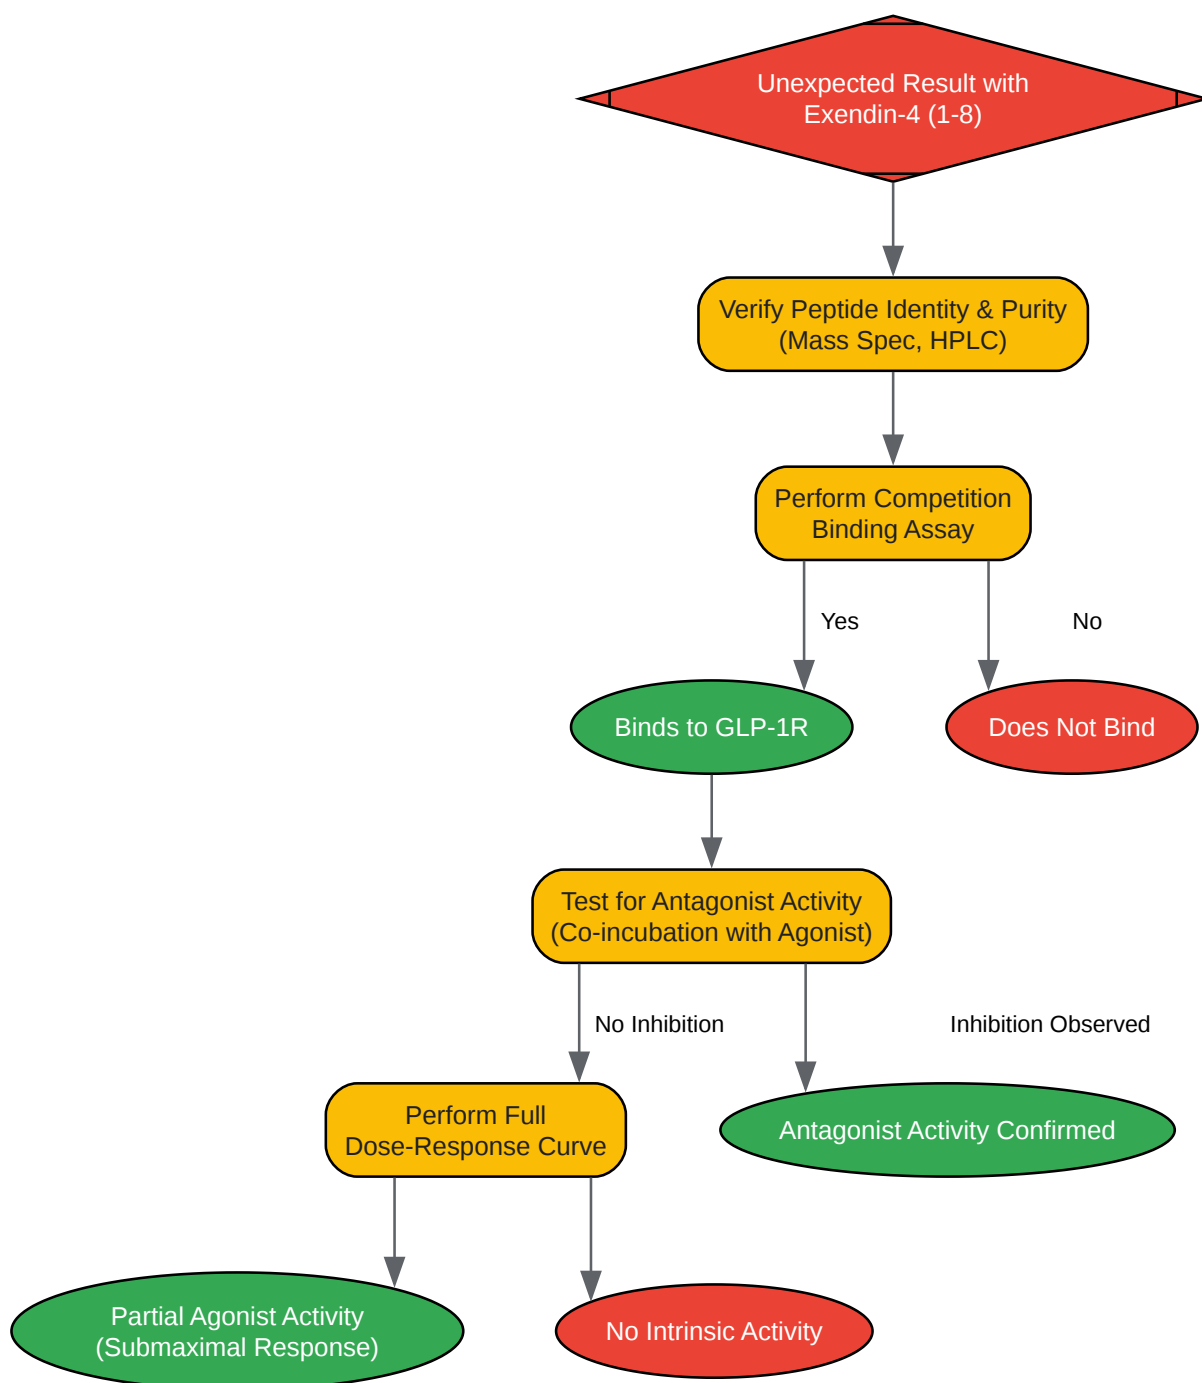 Unexpected Result with
Exendin-4 (1-8)
Verify Peptide Identity & Purity
(Mass Spec, HPLC)
Perform Competition
Binding Assay
Yes
No
Binds to GLP-1R
Does Not Bind
Test for Antagonist Activity
(Co-incubation with Agonist)
No Inhibition
Inhibition Observed
Perform Full
Dose-Response Curve
Antagonist Activity Confirmed
Partial Agonist Activity
(Submaximal Response)
No Intrinsic Activity